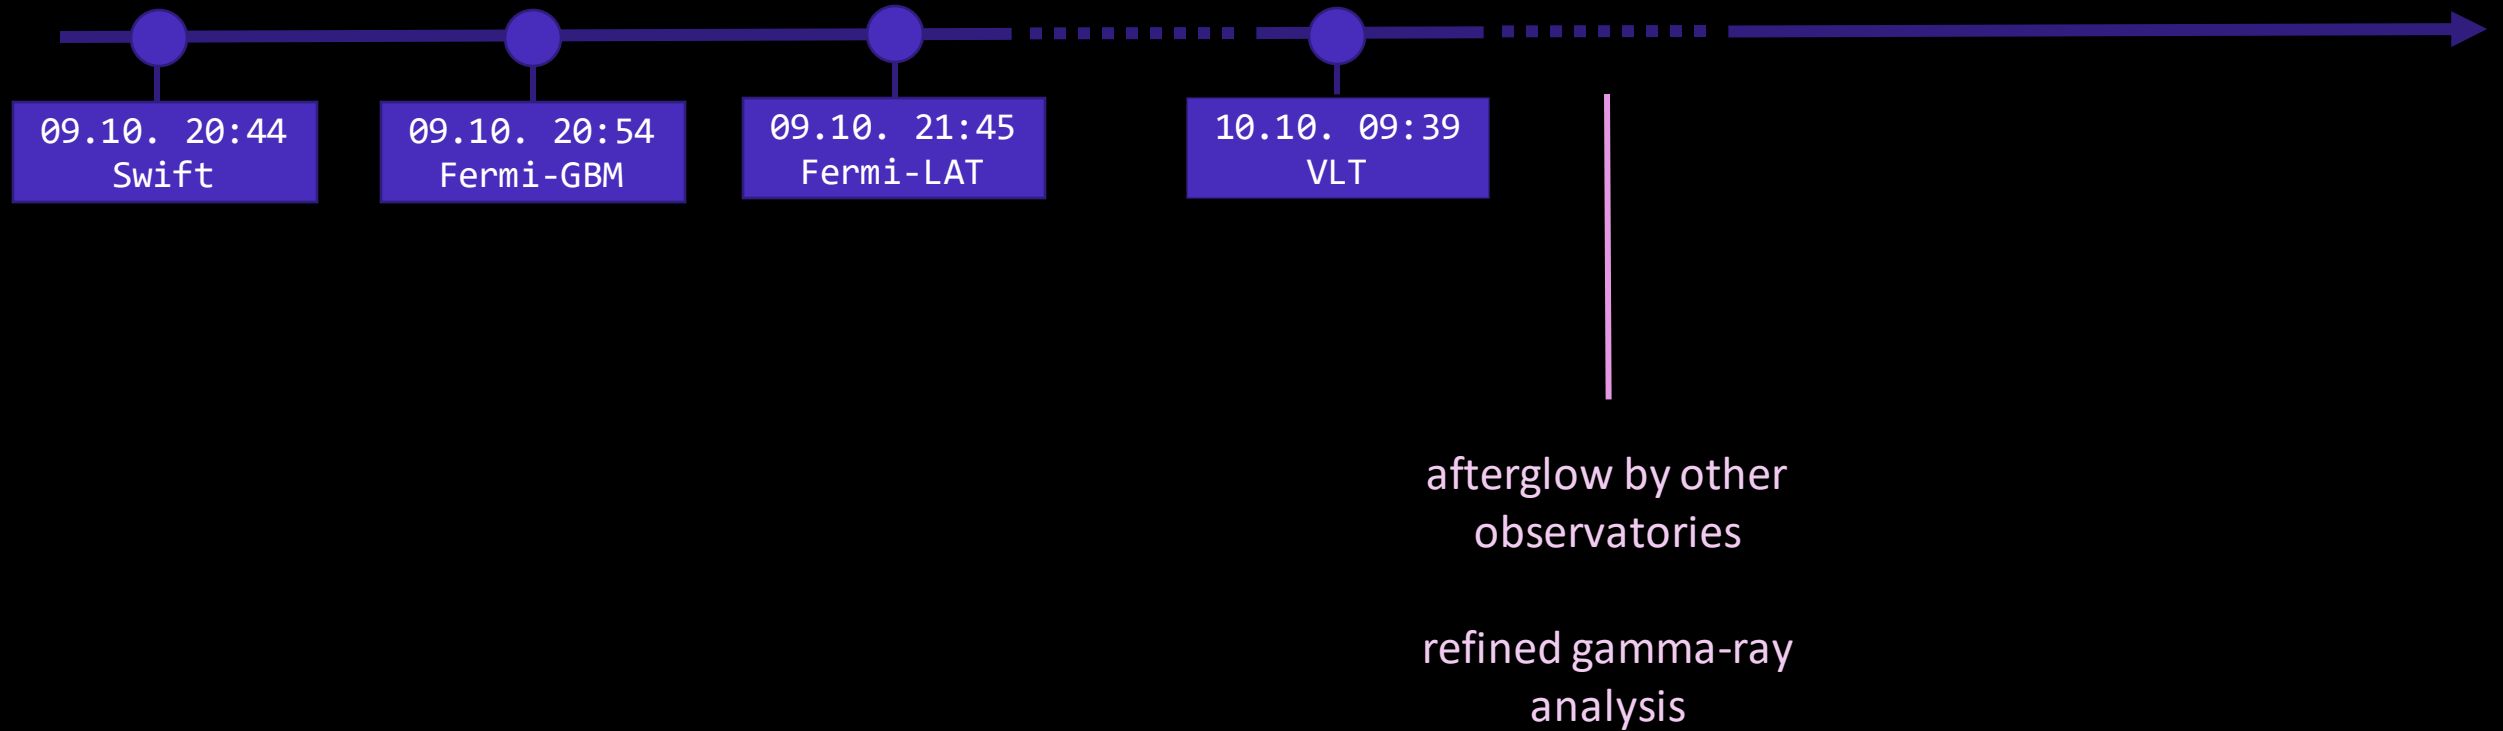 09.10. 20:44
Swift
09.10. 20:54
Fermi-GBM
09.10. 21:45
Fermi-LAT
10.10. 09:39
VLT
afterglow by other
observatories
refined gamma-ray
analysis